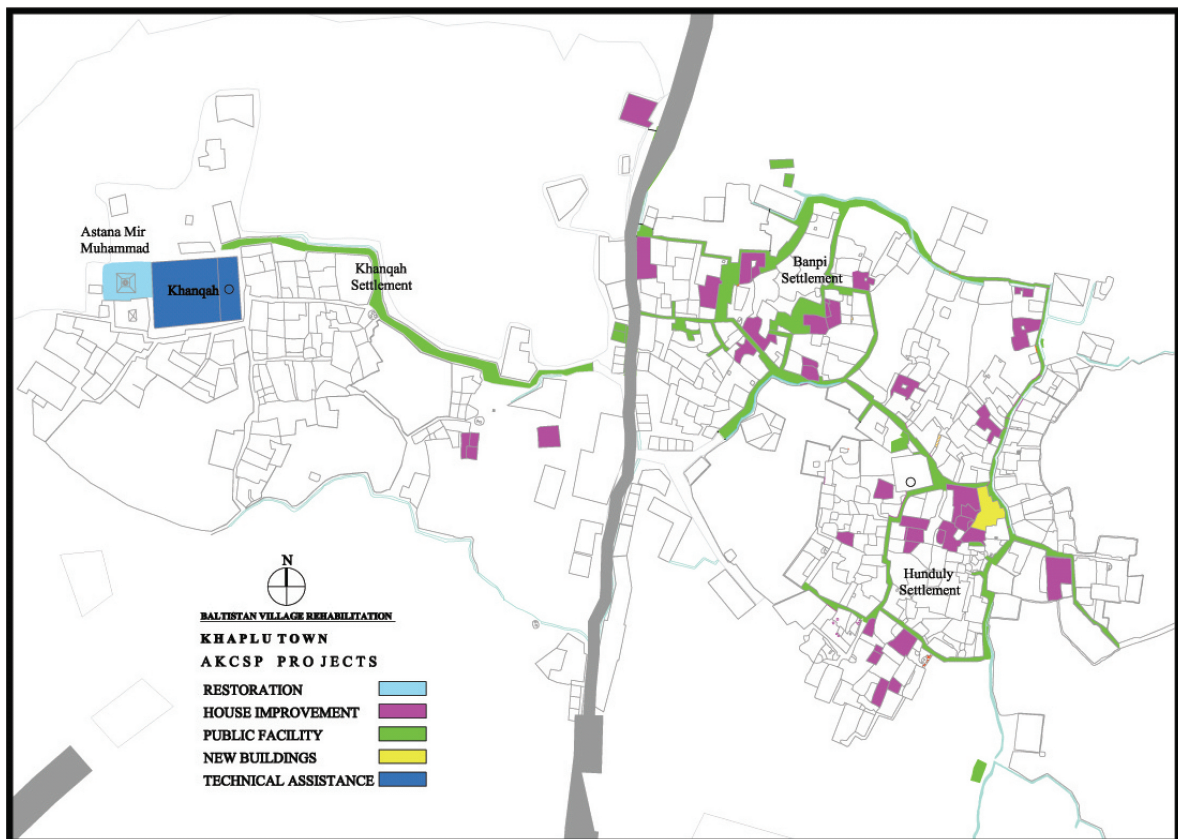 Astana Mir
Muhammad
Khanqah
Khanqah
Settlement
Banpi
Settlement
Hunduly
Settlement
N
BALTISTAN VILLAGE REHABILITATION
KHAPLU TOWN
AKCSP PROJECTS
RESTORATION
HOUSE IMPROVEMENT
PUBLIC FACILITY
NEW BUILDINGS
TECHNICAL ASSISTANCE